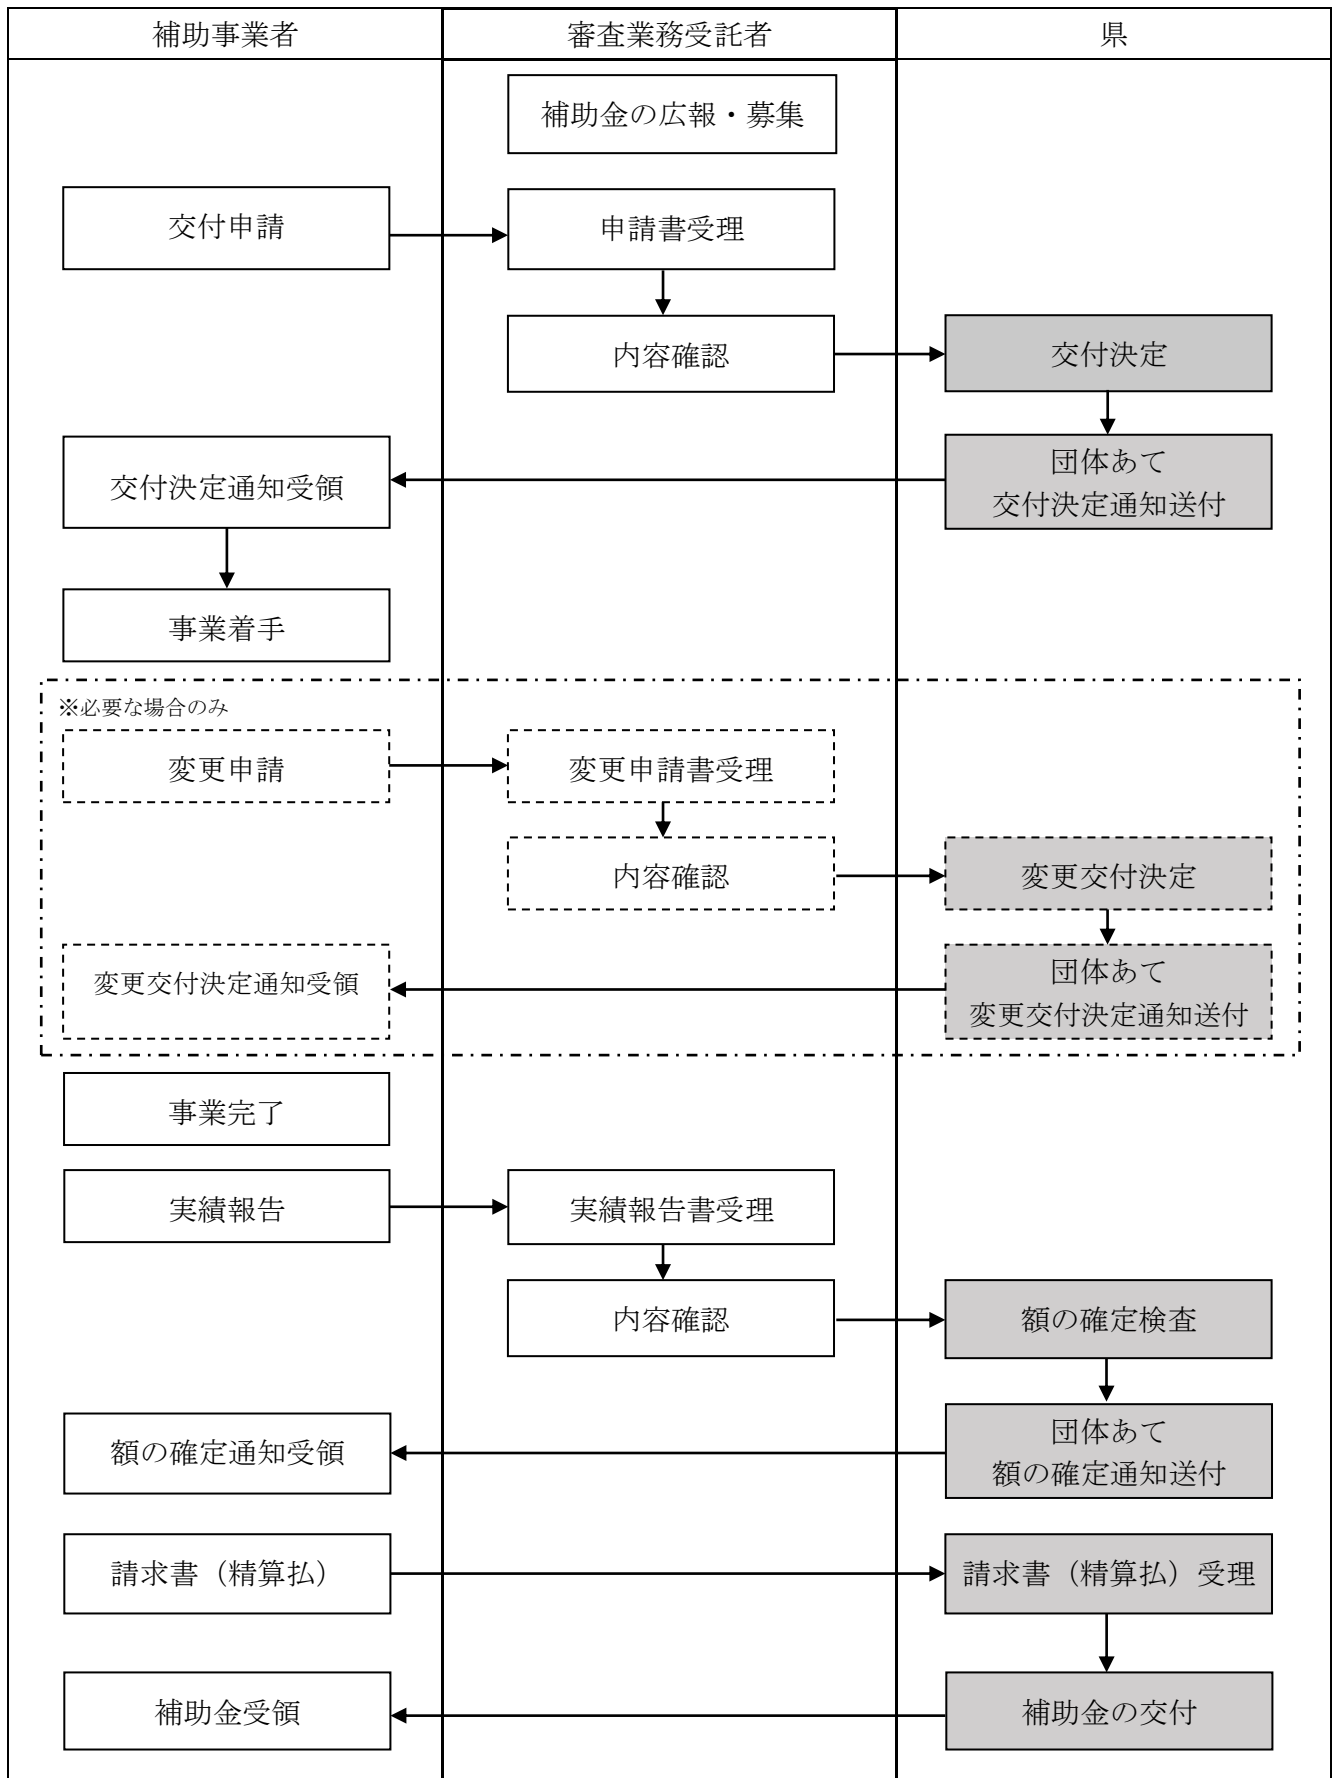 補助事業者
審査業務受託者
県
補助金の広報・募集
交付申請
申請書受理
内容確認
交付決定
団体あて
交付決定通知送付
交付決定通知受領
事業着手
※必要な場合のみ
変更申請
変更申請書受理
内容確認
変更交付決定
団体あて
変更交付決定通知送付
変更交付決定通知受領
事業完了
実績報告
実績報告書受理
内容確認
額の確定検査
団体あて
額の確定通知送付
額の確定通知受領
請求書（精算払）
請求書（精算払）受理
補助金の交付
補助金受領